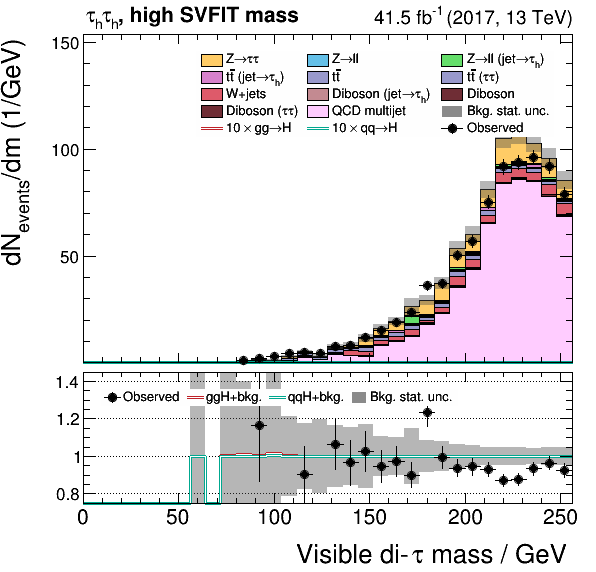 τhτh, high SVFIT mass 41.5 fb⁻¹ (2017, 13 TeV)
dNevents/dm (1/GeV)
150
100
50
Z→ττ Z→ll Z→ll (jet→τh)
tt̄ (jet→τh) tt̄ tt̄ (ττ)
W+jets Diboson (jet→τh) Diboson
Diboson (ττ) QCD multijet Bkg. stat. unc.
10×gg→H 10×qq→H Observed
1.4
1.2
1
0.8
Observed ggH+bkg. qqH+bkg. Bkg. stat. unc.
0 50 100 150 200 250
Visible di-τ mass / GeV